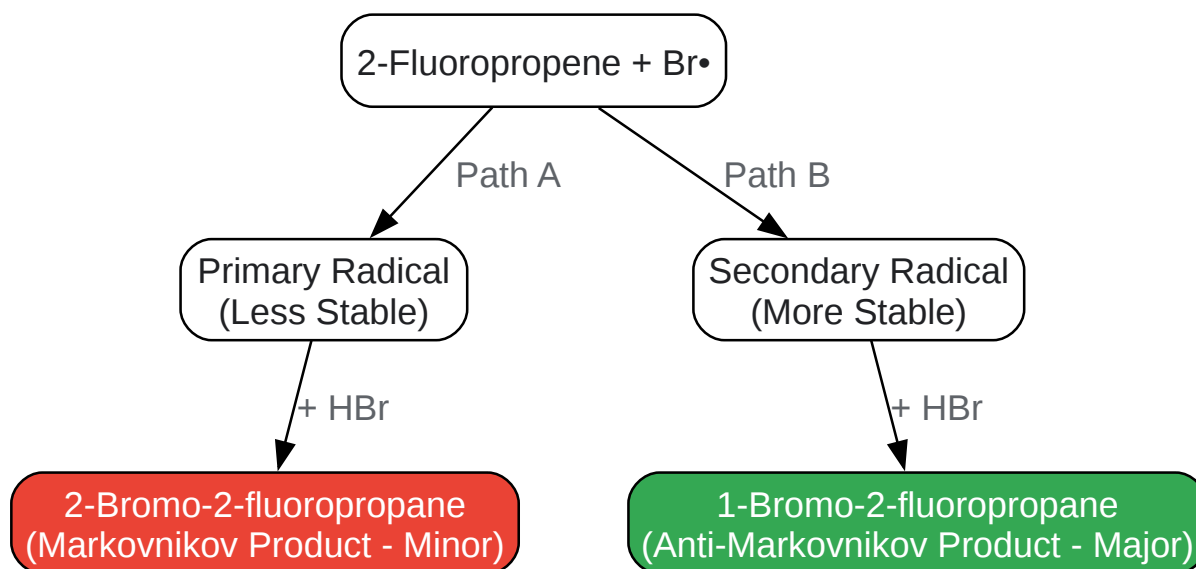 2-Fluoropropene + Br•
Path A
Path B
Primary Radical
(Less Stable)
Secondary Radical
(More Stable)
+ HBr
+ HBr
2-Bromo-2-fluoropropane
(Markovnikov Product - Minor)
1-Bromo-2-fluoropropane
(Anti-Markovnikov Product - Major)